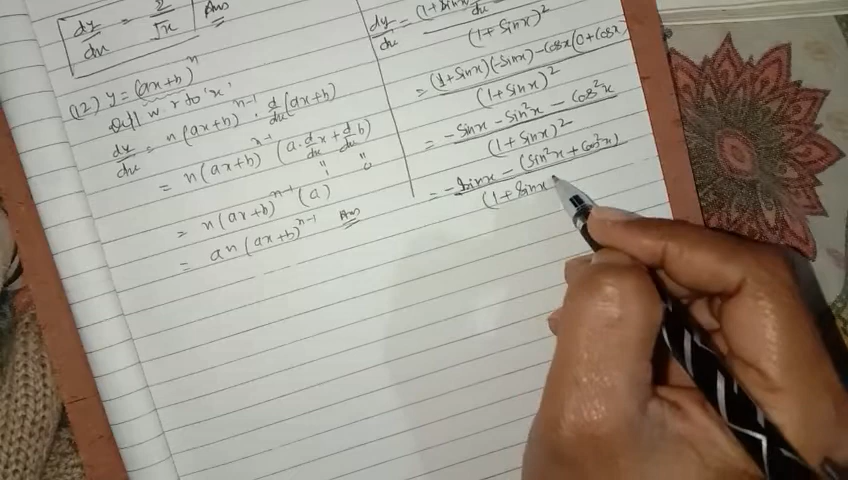 dy/dx = 2/√x Ans
(12) y = (ax+b)^n
Diff w.r to 'x'
dy/dx = n(ax+b)^n-1 . d/dx(ax+b)
= n(ax+b)^n-1 (a.d/dx x + d/dx b)
= n(ax+b)^n-1 (a)
= an(ax+b)^n-1 Ans
dy/dx = (1+Sinx) / (1+Sinx)^2
= (1+Sinx)(-Sinx)-Cosx(0+Cosx) / (1+Sinx)^2
= -Sinx - Sin^2x - Cos^2x / (1+Sinx)^2
= -Sinx - (Sin^2x + Cos^2x) / (1+Sinx